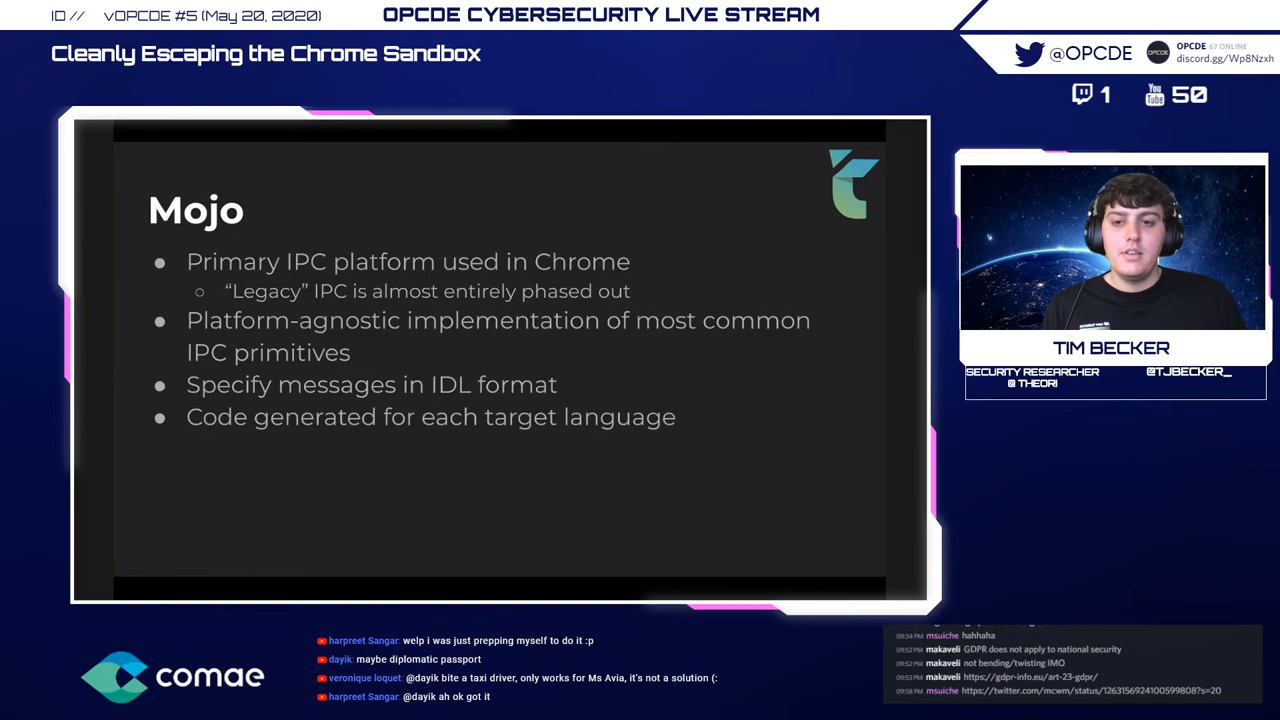 ID // vOPCDE #5 (May 20, 2020)
OPCDE CYBERSECURITY LIVE STREAM
Cleanly Escaping the Chrome Sandbox
@OPCDE
OPCDE
OPCDE 67 ONLINE
discord.gg/Wp8Nzxh
1
You Tube 50
Mojo
● Primary IPC platform used in Chrome
○ “Legacy” IPC is almost entirely phased out
● Platform-agnostic implementation of most common
IPC primitives
● Specify messages in IDL format
● Code generated for each target language
TIM BECKER
SECURITY RESEARCHER
@ THEORI
@TJBECKER_
comae
harpreet Sangar: welp i was just prepping myself to do it :p
dayik: maybe diplomatic passport
veronique loquet: @dayik bite a taxi driver, only works for Ms Avia, it's not a solution (:
harpreet Sangar: @dayik ah ok got it
09:34 PM msuiche hahhaha
09:52 PM makaveli GDPR does not apply to national security
09:52 PM makaveli not bending/twisting IMO
09:53 PM makaveli https://gdpr-info.eu/art-23-gdpr/
09:58 PM msuiche https://twitter.com/mcwm/status/1263156924100599808?s=20